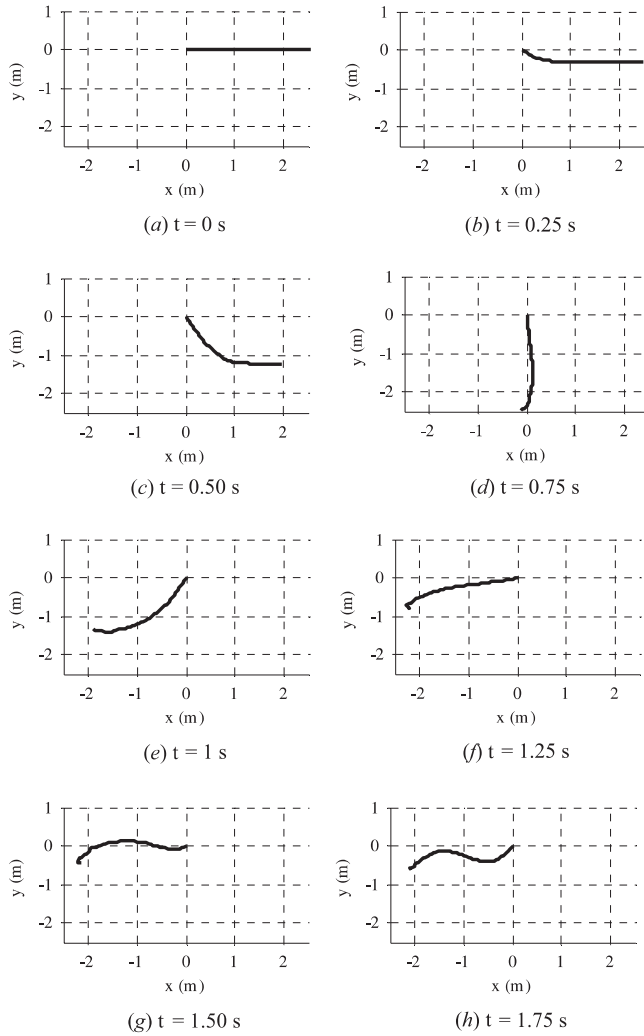 1
0
-1
-2
y (m)
-2 -1 0 1 2
x (m)
(a) t = 0 s
1
0
-1
-2
y (m)
-2 -1 0 1 2
x (m)
(b) t = 0.25 s
1
0
-1
-2
y (m)
-2 -1 0 1 2
x (m)
(c) t = 0.50 s
1
0
-1
-2
y (m)
-2 -1 0 1 2
x (m)
(d) t = 0.75 s
1
0
-1
-2
y (m)
-2 -1 0 1 2
x (m)
(e) t = 1 s
1
0
-1
-2
y (m)
-2 -1 0 1 2
x (m)
(f) t = 1.25 s
1
0
-1
-2
y (m)
-2 -1 0 1 2
x (m)
(g) t = 1.50 s
1
0
-1
-2
y (m)
-2 -1 0 1 2
x (m)
(h) t = 1.75 s